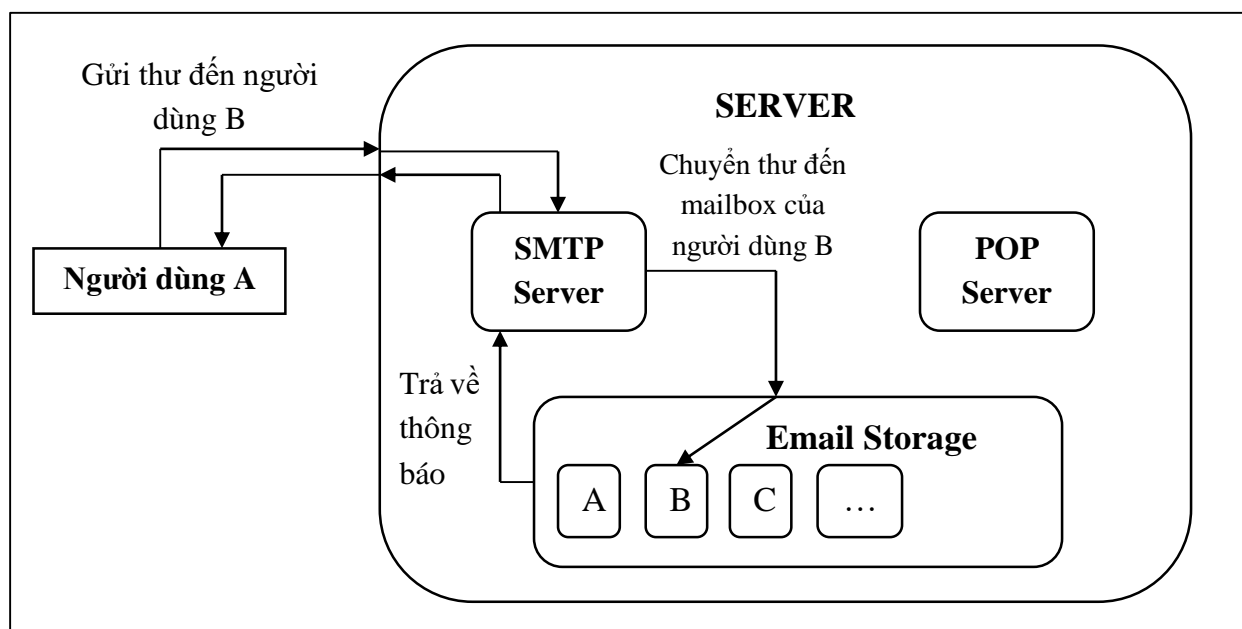 Gửi thư đến người
dùng B
SERVER
Chuyển thư đến
mailbox của
người dùng B
Người dùng A
SMTP
Server
POP
Server
Trả về
thông
báo
Email Storage
A
B
C
…